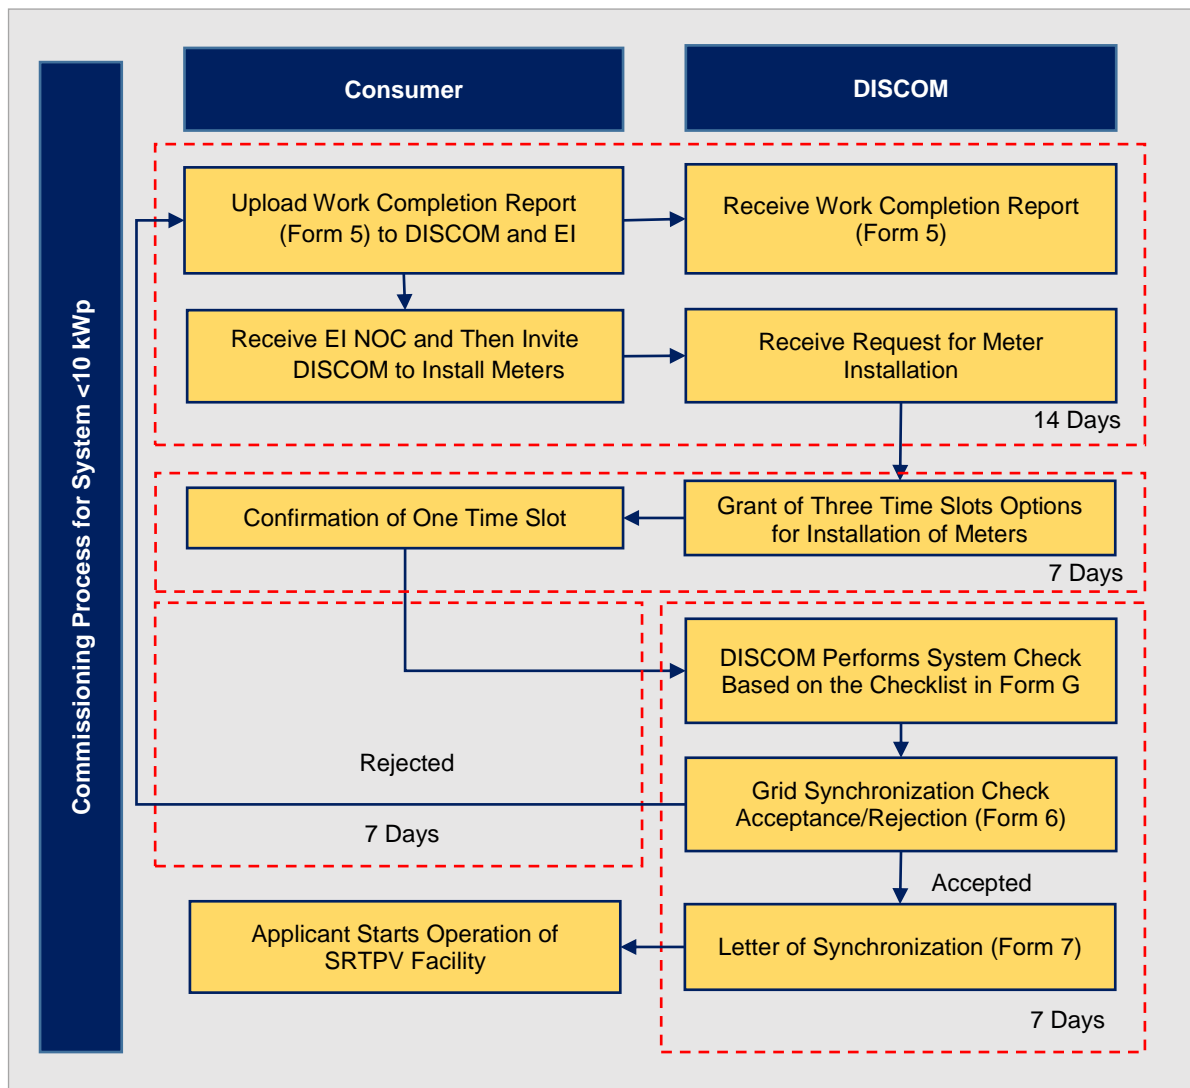 Commissioning Process for System <10 kWp
Consumer
DISCOM
Upload Work Completion Report
(Form 5) to DISCOM and EI
Receive Work Completion Report
(Form 5)
Receive EI NOC and Then Invite
DISCOM to Install Meters
Receive Request for Meter
Installation
14 Days
Confirmation of One Time Slot
Grant of Three Time Slots Options
for Installation of Meters
7 Days
DISCOM Performs System Check
Based on the Checklist in Form G
Rejected
Grid Synchronization Check
Acceptance/Rejection (Form 6)
7 Days
Accepted
Applicant Starts Operation of
SRTPV Facility
Letter of Synchronization (Form 7)
7 Days